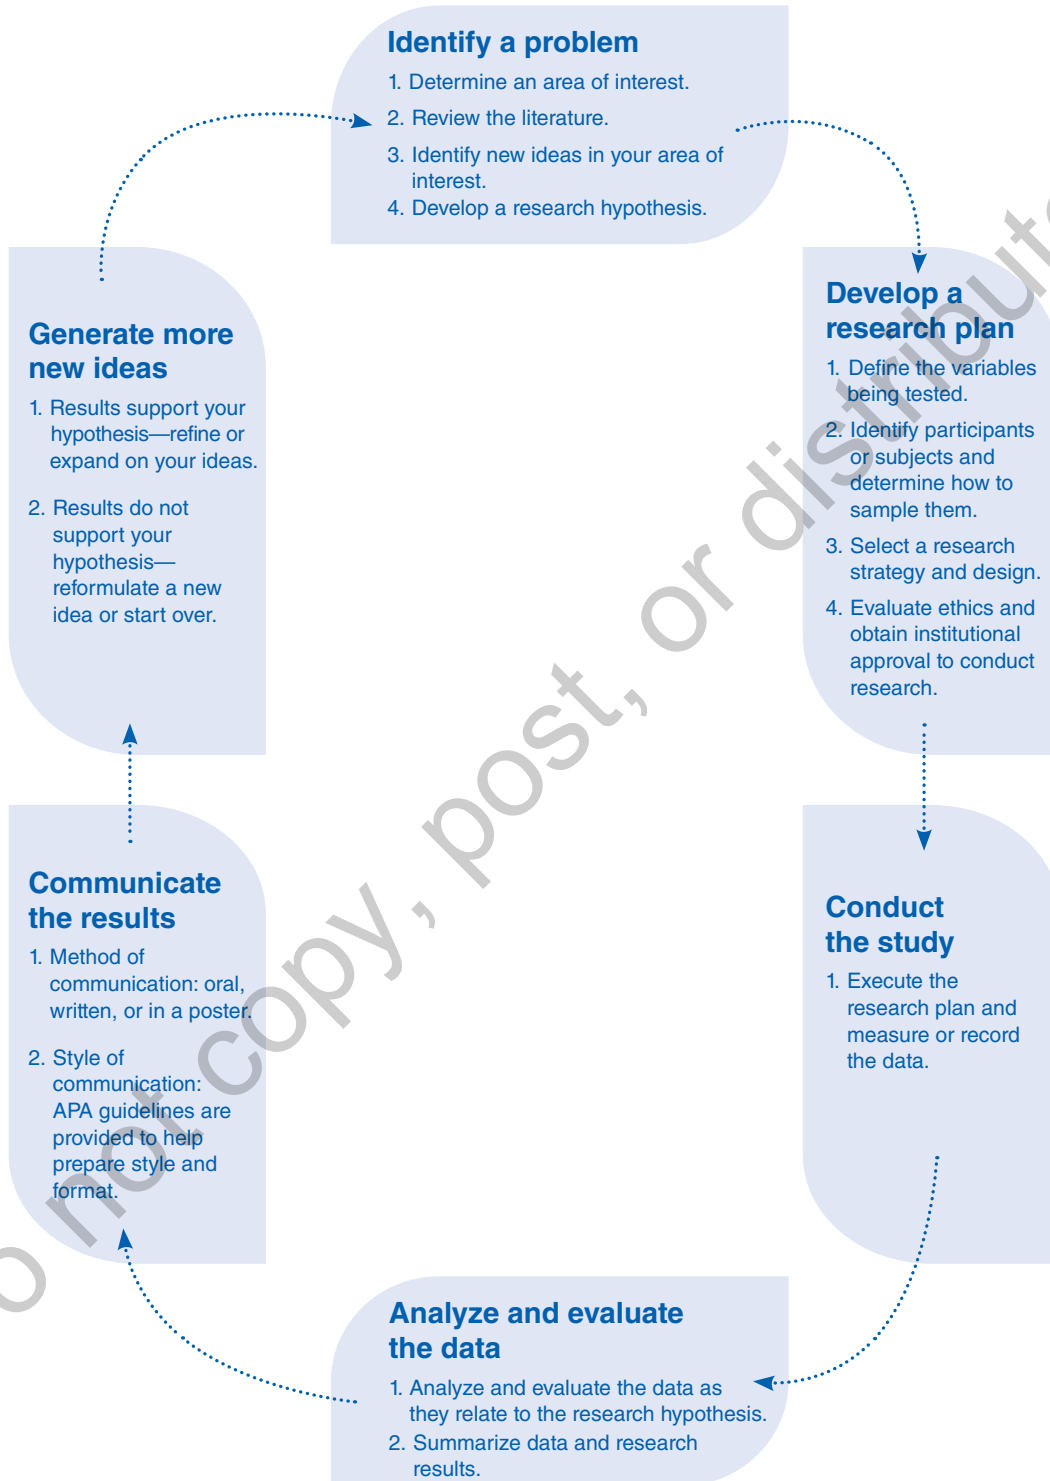 Identify a problem
1. Determine an area of interest.
2. Review the literature.
3. Identify new ideas in your area of
interest.
4. Develop a research hypothesis.
Develop a
research plan
1. Define the variables
being tested.
2. Identify participants
or subjects and
determine how to
sample them.
3. Select a research
strategy and design.
4. Evaluate ethics and
obtain institutional
approval to conduct
research.
Conduct
the study
1. Execute the
research plan and
measure or record
the data.
Analyze and evaluate
the data
1. Analyze and evaluate the data as
they relate to the research hypothesis.
2. Summarize data and research
results.
Communicate
the results
1. Method of
communication: oral,
written, or in a poster.
2. Style of
communication:
APA guidelines are
provided to help
prepare style and
format.
Generate more
new ideas
1. Results support your
hypothesis—refine or
expand on your ideas.
2. Results do not
support your
hypothesis—
reformulate a new
idea or start over.
o not copy, post, or distribute